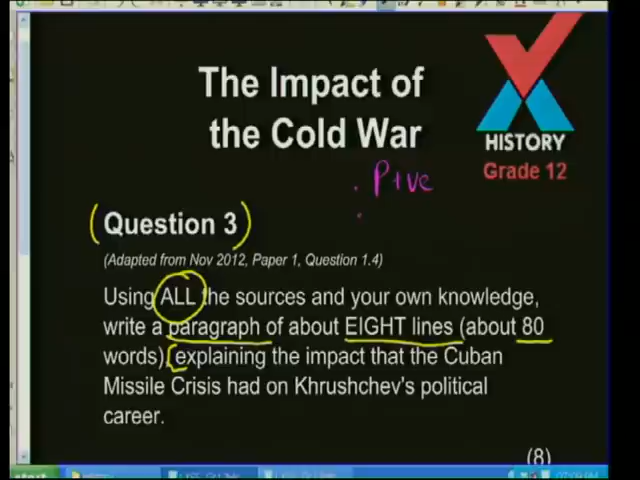 The Impact of
the Cold War
HISTORY
Grade 12
P+ve
(Question 3)
(Adapted from Nov 2012, Paper 1, Question 1.4)
Using ALL the sources and your own knowledge,
write a paragraph of about EIGHT lines (about 80
words), explaining the impact that the Cuban
Missile Crisis had on Khrushchev's political
career.
(8)